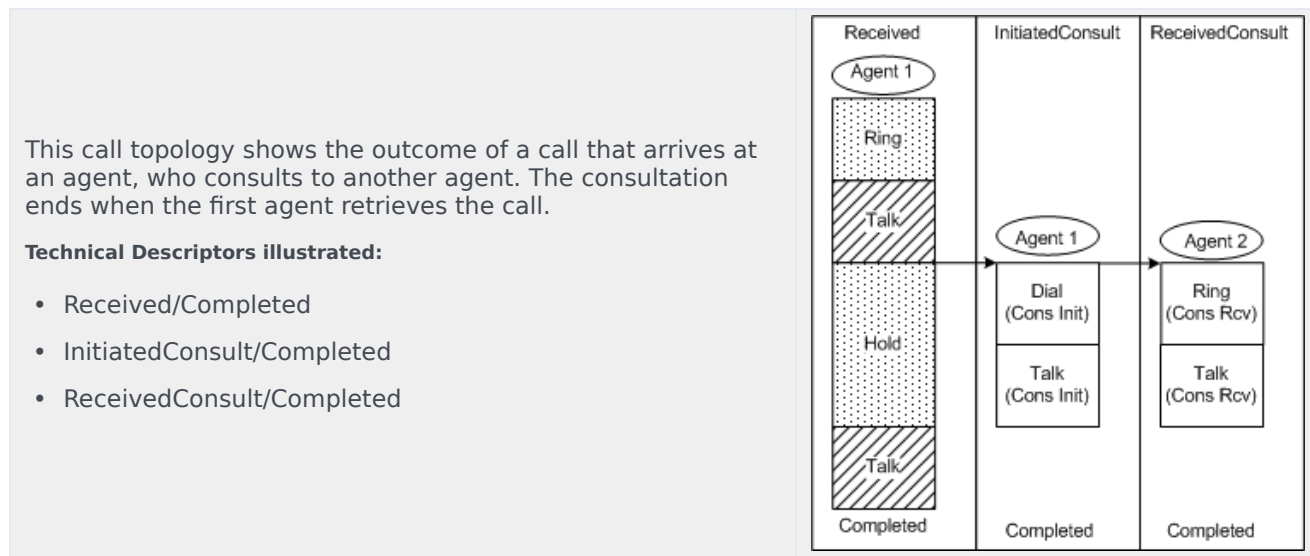 This call topology shows the outcome of a call that arrives at
an agent, who consults to another agent. The consultation
ends when the first agent retrieves the call.
Technical Descriptors illustrated:
• Received/Completed
• InitiatedConsult/Completed
• ReceivedConsult/Completed
Received
Agent 1
Ring
Talk
Hold
Talk
Completed
InitiatedConsult
Agent 1
Dial
(Cons Init)
Talk
(Cons Init)
Completed
ReceivedConsult
Agent 2
Ring
(Cons Rcv)
Talk
(Cons Rcv)
Completed